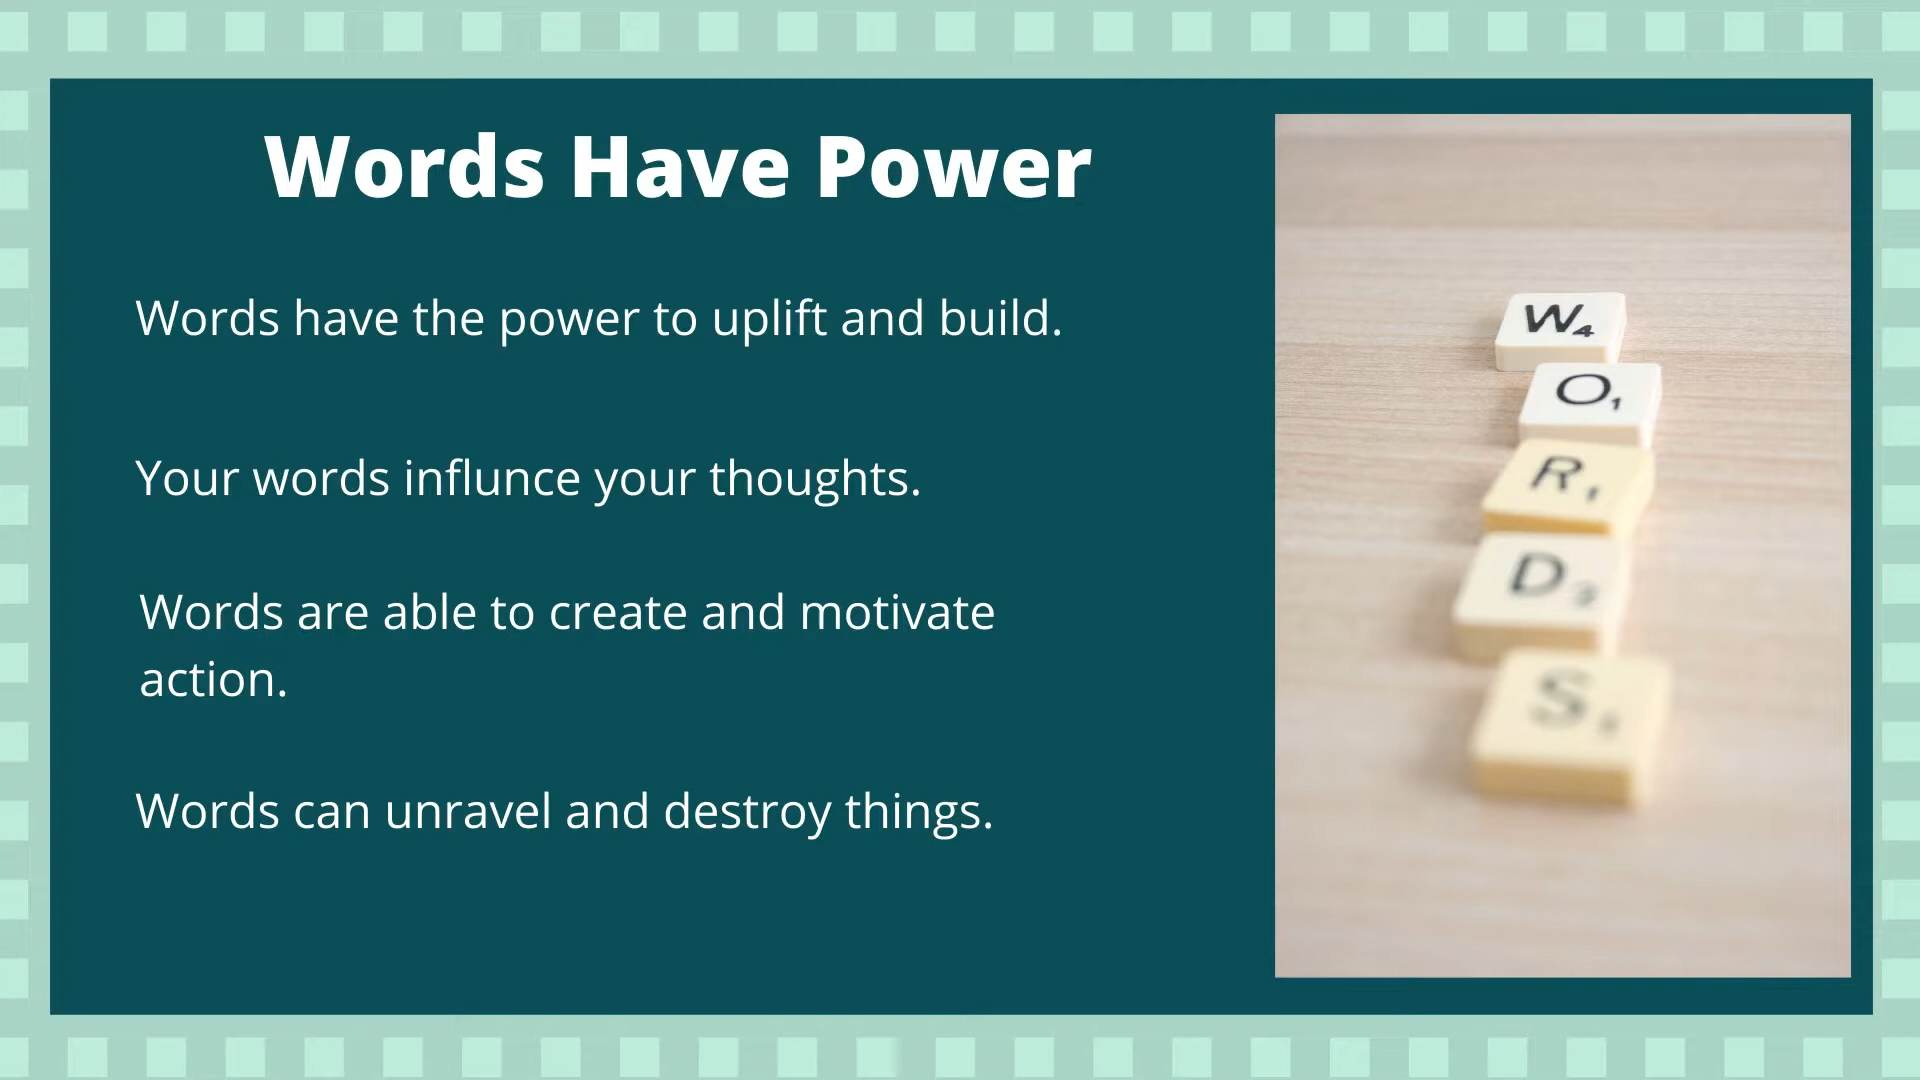 Words Have Power
Words have the power to uplift and build.
Your words influnce your thoughts.
Words are able to create and motivate
action.
Words can unravel and destroy things.
W4
O1
R1
D2
S